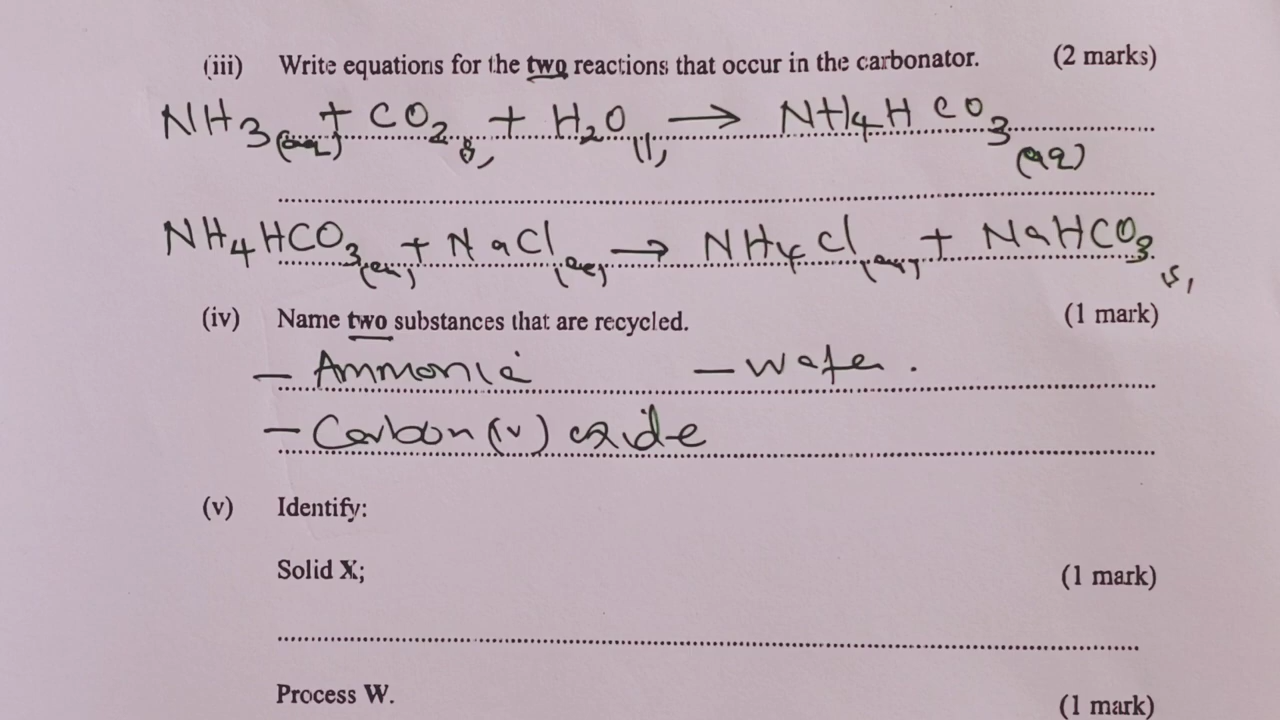 (iii) Write equations for the two reactions that occur in the carbonator. (2 marks)
NH3(aq) + CO2(g) + H2O(l) → NH4HCO3(aq)
NH4HCO3(aq) + NaCl(aq) → NH4Cl(aq) + NaHCO3(s)
(iv) Name two substances that are recycled. (1 mark)
– Ammonia – Water.
– Carbon(IV) oxide
(v) Identify:
Solid X; (1 mark)
Process W. (1 mark)